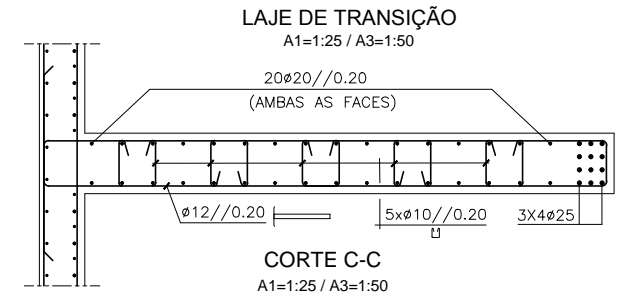 LAJE DE TRANSIÇÃO
A1=1:25 / A3=1:50
20ø20//0.20
(AMBAS AS FACES)
ø12//0.20
5xø10//0.20
3X4ø25
CORTE C-C
A1=1:25 / A3=1:50